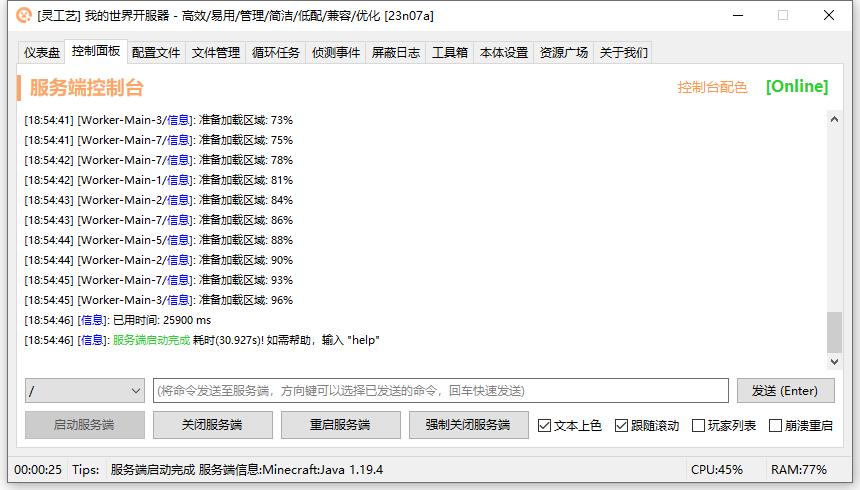 [灵工艺] 我的世界开服器 - 高效/易用/管理/简洁/低配/兼容/优化 [23n07a]
仪表盘 控制面板 配置文件 文件管理 循环任务 侦测事件 屏蔽日志 工具箱 本体设置 资源广场 关于我们
服务端控制台 控制台配色 [Online]
[18:54:41] [Worker-Main-3/信息]: 准备加载区域: 73%
[18:54:41] [Worker-Main-7/信息]: 准备加载区域: 75%
[18:54:42] [Worker-Main-7/信息]: 准备加载区域: 78%
[18:54:42] [Worker-Main-1/信息]: 准备加载区域: 81%
[18:54:43] [Worker-Main-2/信息]: 准备加载区域: 84%
[18:54:43] [Worker-Main-7/信息]: 准备加载区域: 86%
[18:54:44] [Worker-Main-5/信息]: 准备加载区域: 88%
[18:54:44] [Worker-Main-2/信息]: 准备加载区域: 90%
[18:54:45] [Worker-Main-7/信息]: 准备加载区域: 93%
[18:54:45] [Worker-Main-3/信息]: 准备加载区域: 96%
[18:54:46] [信息]: 已用时间: 25900 ms
[18:54:46] [信息]: 服务端启动完成 耗时(30.927s)! 如需帮助，输入 "help"
/ (将命令发送至服务端，方向键可以选择已发送的命令，回车快速发送) 发送 (Enter)
启动服务端 关闭服务端 重启服务端 强制关闭服务端 文本上色 跟随滚动 玩家列表 崩溃重启
00:00:25 Tips: 服务端启动完成 服务端信息:Minecraft:Java 1.19.4 CPU:45% RAM:77%